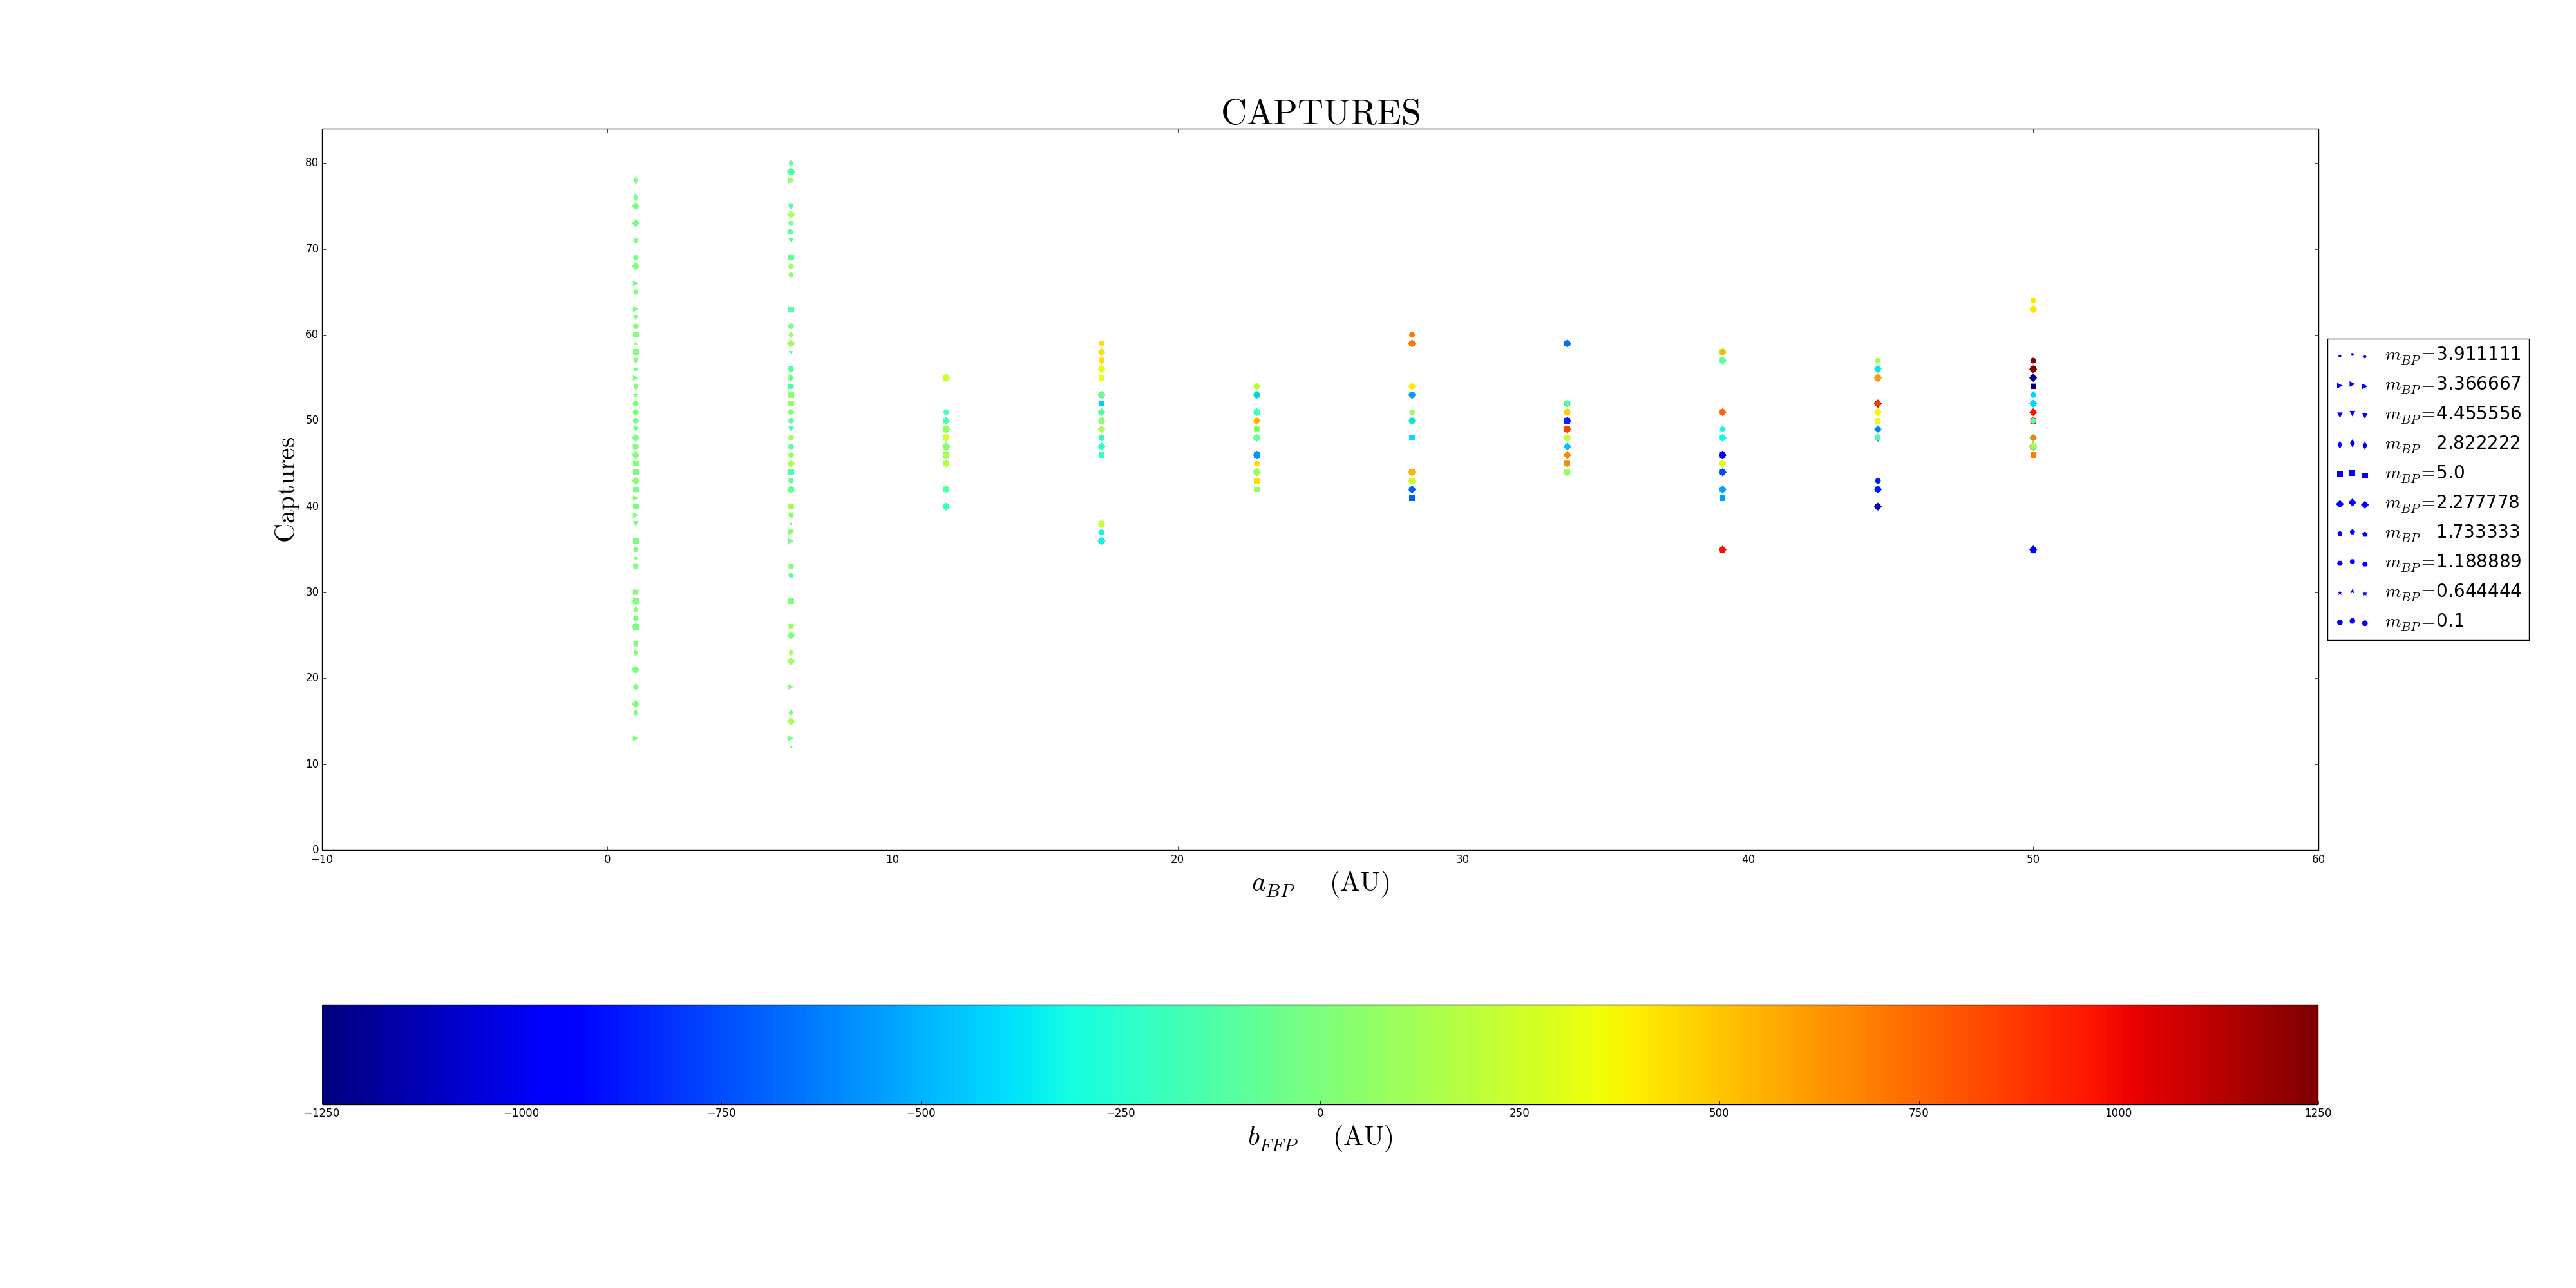 CAPTURES
80
70
60
50
40
30
20
10
0
Captures
−10 0 10 20 30 40 50 60
a_BP (AU)
m_BP=3.911111
m_BP=3.366667
m_BP=4.455556
m_BP=2.822222
m_BP=5.0
m_BP=2.277778
m_BP=1.733333
m_BP=1.188889
m_BP=0.644444
m_BP=0.1
−1250 −1000 −750 −500 −250 0 250 500 750 1000 1250
b_FFP (AU)